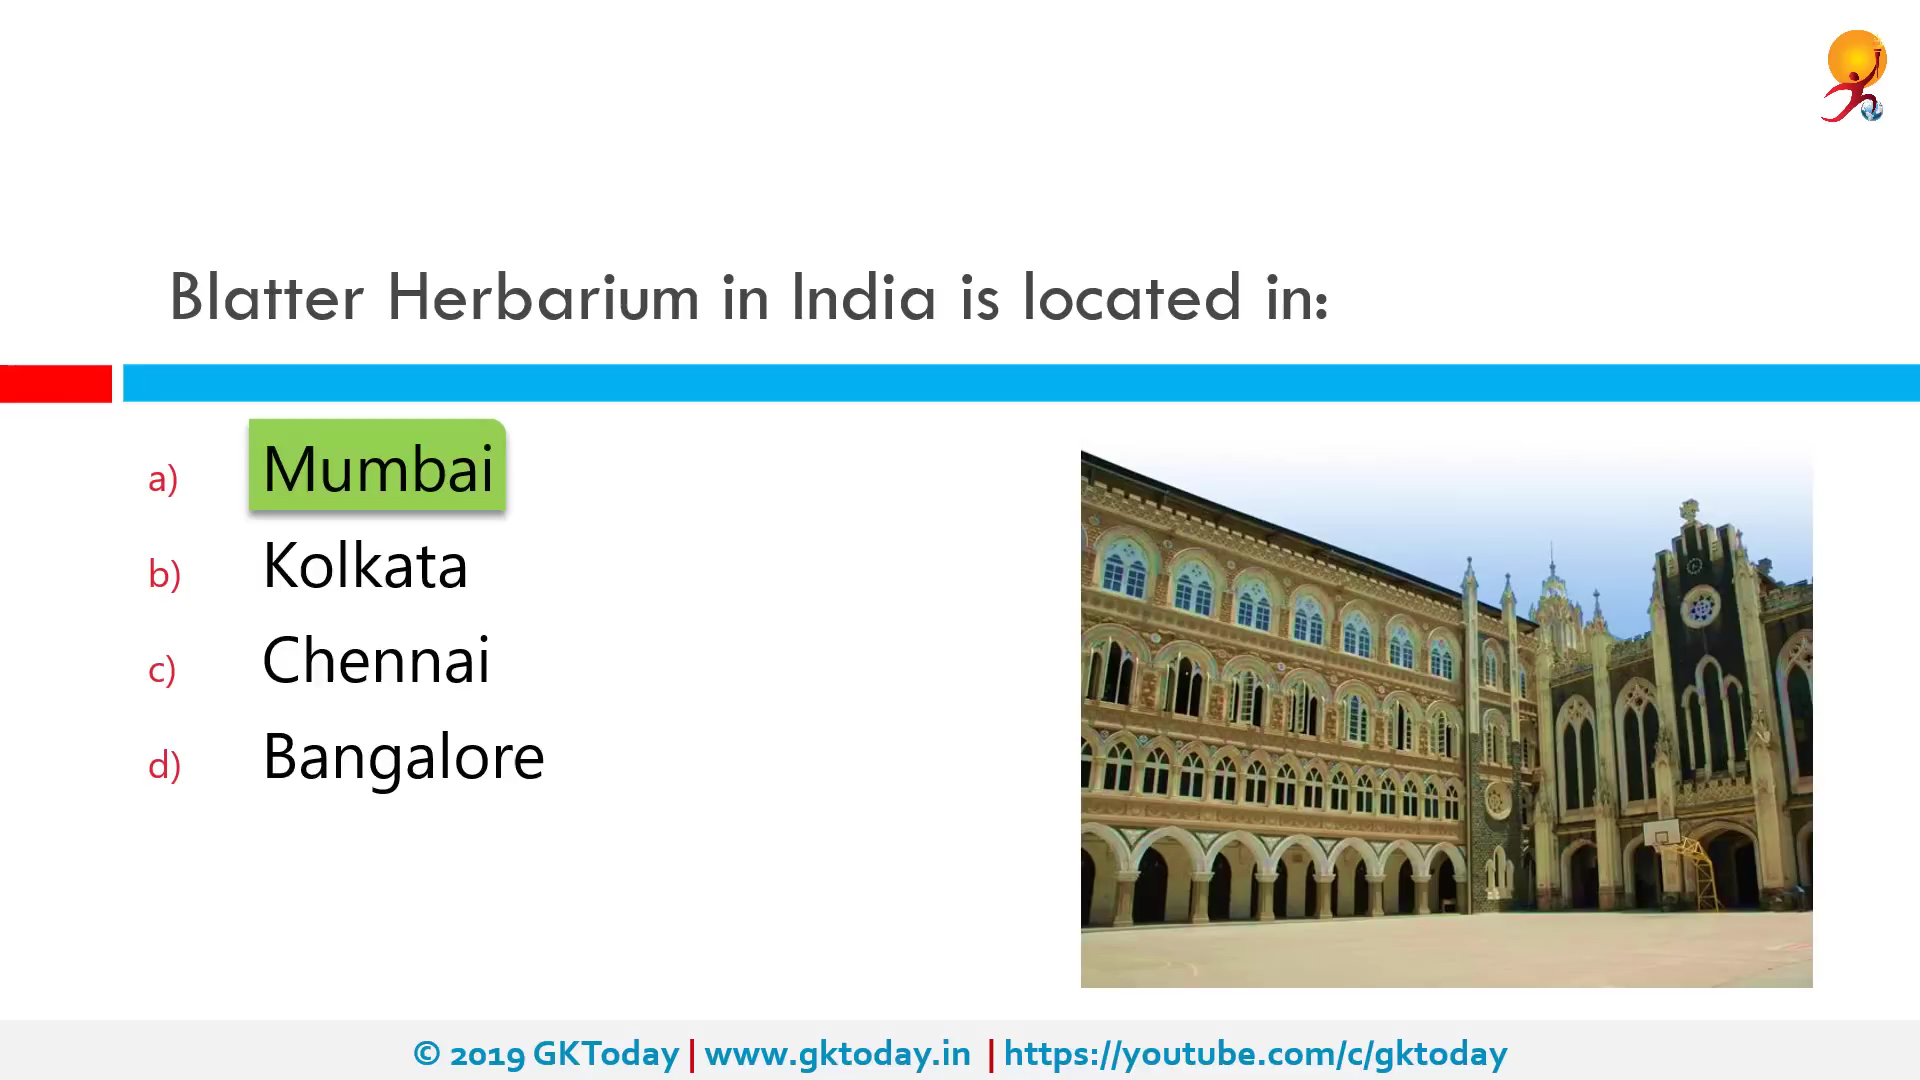 Blatter Herbarium in India is located in:
a) Mumbai
b) Kolkata
c) Chennai
d) Bangalore
© 2019 GKToday | www.gktoday.in | https://youtube.com/c/gktoday